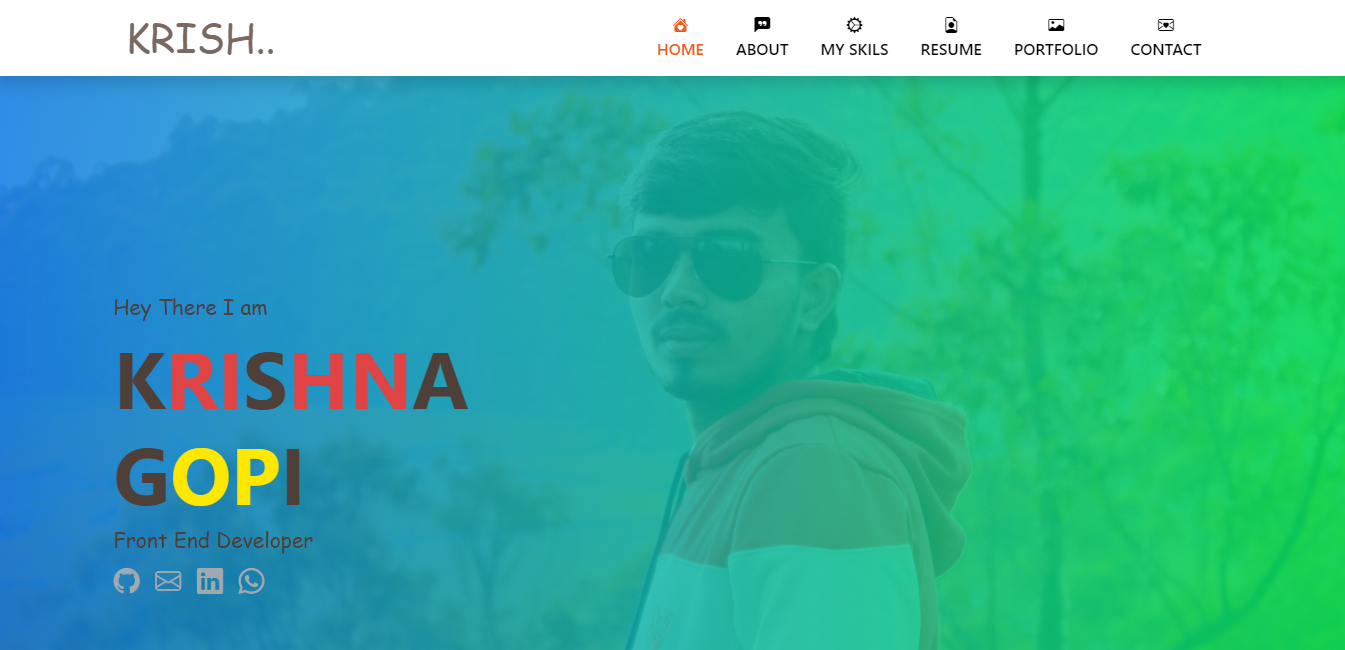 KRISH..
HOME ABOUT MY SKILS RESUME PORTFOLIO CONTACT
Hey There I am
KRISHNA
GOPI
Front End Developer